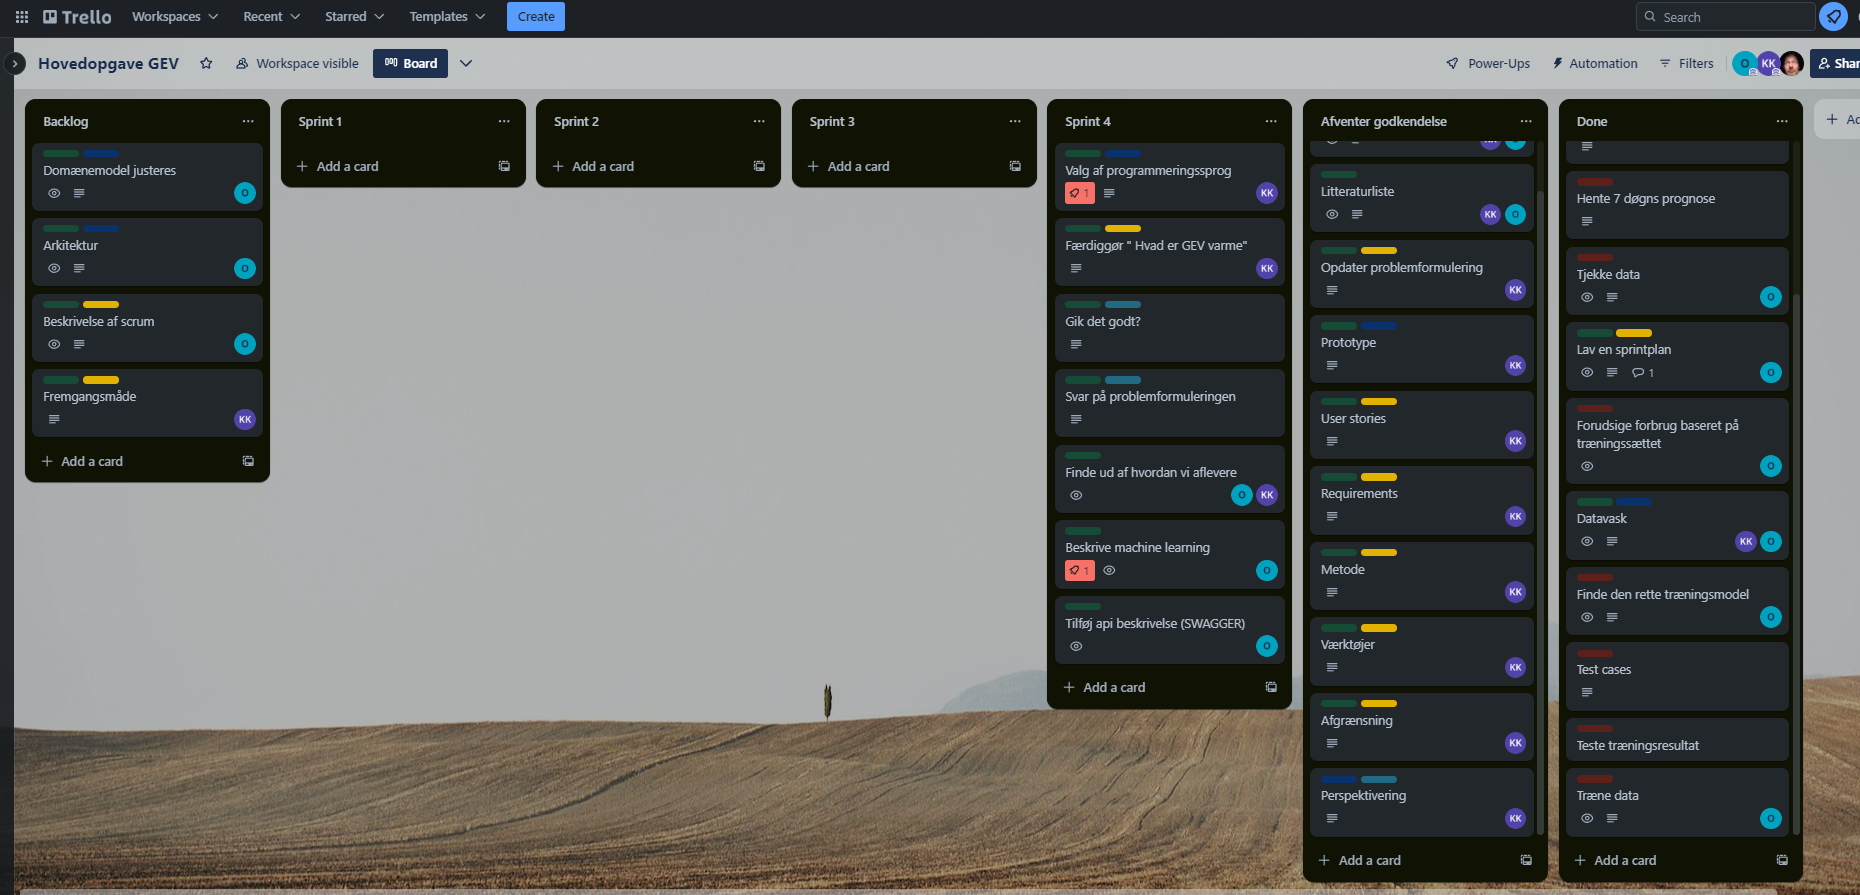 Trello
Workspaces
Recent
Starred
Templates
Create
Search
Hovedopgave GEV
Workspace visible
Board
Power-Ups
Automation
Filters
O
KK
Shar
Backlog
Domænemodel justeres
O
Arkitektur
O
Beskrivelse af scrum
O
Fremgangsmåde
KK
Add a card
Sprint 1
Add a card
Sprint 2
Add a card
Sprint 3
Add a card
Sprint 4
Valg af programmeringssprog
1
KK
Færdiggør " Hvad er GEV varme"
KK
Gik det godt?
Svar på problemformuleringen
Finde ud af hvordan vi aflevere
O KK
Beskrive machine learning
1
O
Tilføj api beskrivelse (SWAGGER)
O
Add a card
Afventer godkendelse
Litteraturliste
KK O
Opdater problemformulering
KK
Prototype
KK
User stories
KK
Requirements
KK
Metode
KK
Værktøjer
KK
Afgrænsning
KK
Perspektivering
KK
Add a card
Done
Hente 7 døgns prognose
Tjekke data
O
Lav en sprintplan
1
O
Forudsige forbrug baseret på
træningssættet
O
Datavask
KK O
Finde den rette træningsmodel
O
Test cases
Teste træningsresultat
Træne data
O
Add a card